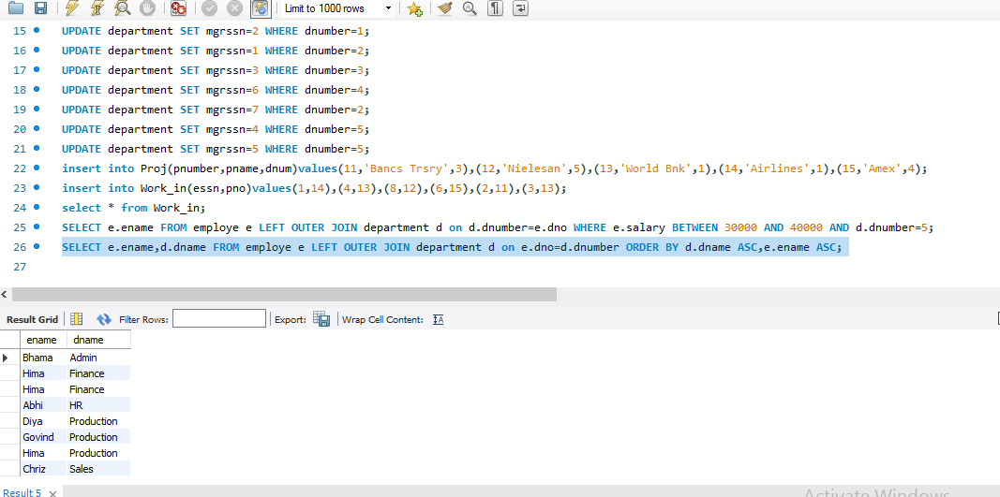 Limit to 1000 rows
15 UPDATE department SET mgrssn=2 WHERE dnumber=1;
16 UPDATE department SET mgrssn=1 WHERE dnumber=2;
17 UPDATE department SET mgrssn=3 WHERE dnumber=3;
18 UPDATE department SET mgrssn=6 WHERE dnumber=4;
19 UPDATE department SET mgrssn=7 WHERE dnumber=2;
20 UPDATE department SET mgrssn=4 WHERE dnumber=5;
21 UPDATE department SET mgrssn=5 WHERE dnumber=5;
22 insert into Proj(pnumber,pname,dnum)values(11,'Bancs Trsry',3),(12,'Nielesan',5),(13,'World Bnk',1),(14,'Airlines',1),(15,'Amex',4);
23 insert into Work_in(essn,pno)values(1,14),(4,13),(8,12),(6,15),(2,11),(3,13);
24 select * from Work_in;
25 SELECT e.ename FROM employe e LEFT OUTER JOIN department d on d.dnumber=e.dno WHERE e.salary BETWEEN 30000 AND 40000 AND d.dnumber=5;
26 SELECT e.ename,d.dname FROM employe e LEFT OUTER JOIN department d on e.dno=d.dnumber ORDER BY d.dname ASC,e.ename ASC;
27
Result Grid Filter Rows: Export: Wrap Cell Content:
ename dname
Bhama Admin
Hima Finance
Hima Finance
Abhi HR
Diya Production
Govind Production
Hima Production
Chriz Sales
Result 5
Activate Windows